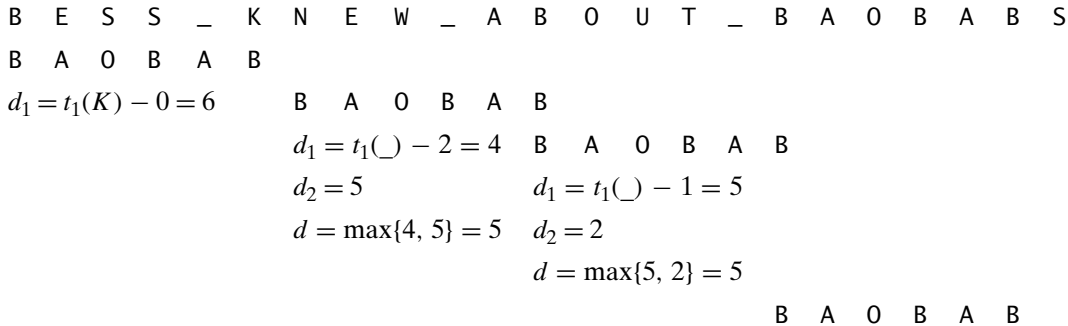 B E S S _ K N E W _ A B O U T _ B A O B A B S
B A O B A B
d₁ = t₁(K) − 0 = 6 B A O B A B
d₁ = t₁(_) − 2 = 4 B A O B A B
d₂ = 5 d₁ = t₁(_) − 1 = 5
d = max{4, 5} = 5 d₂ = 2
d = max{5, 2} = 5
B A O B A B